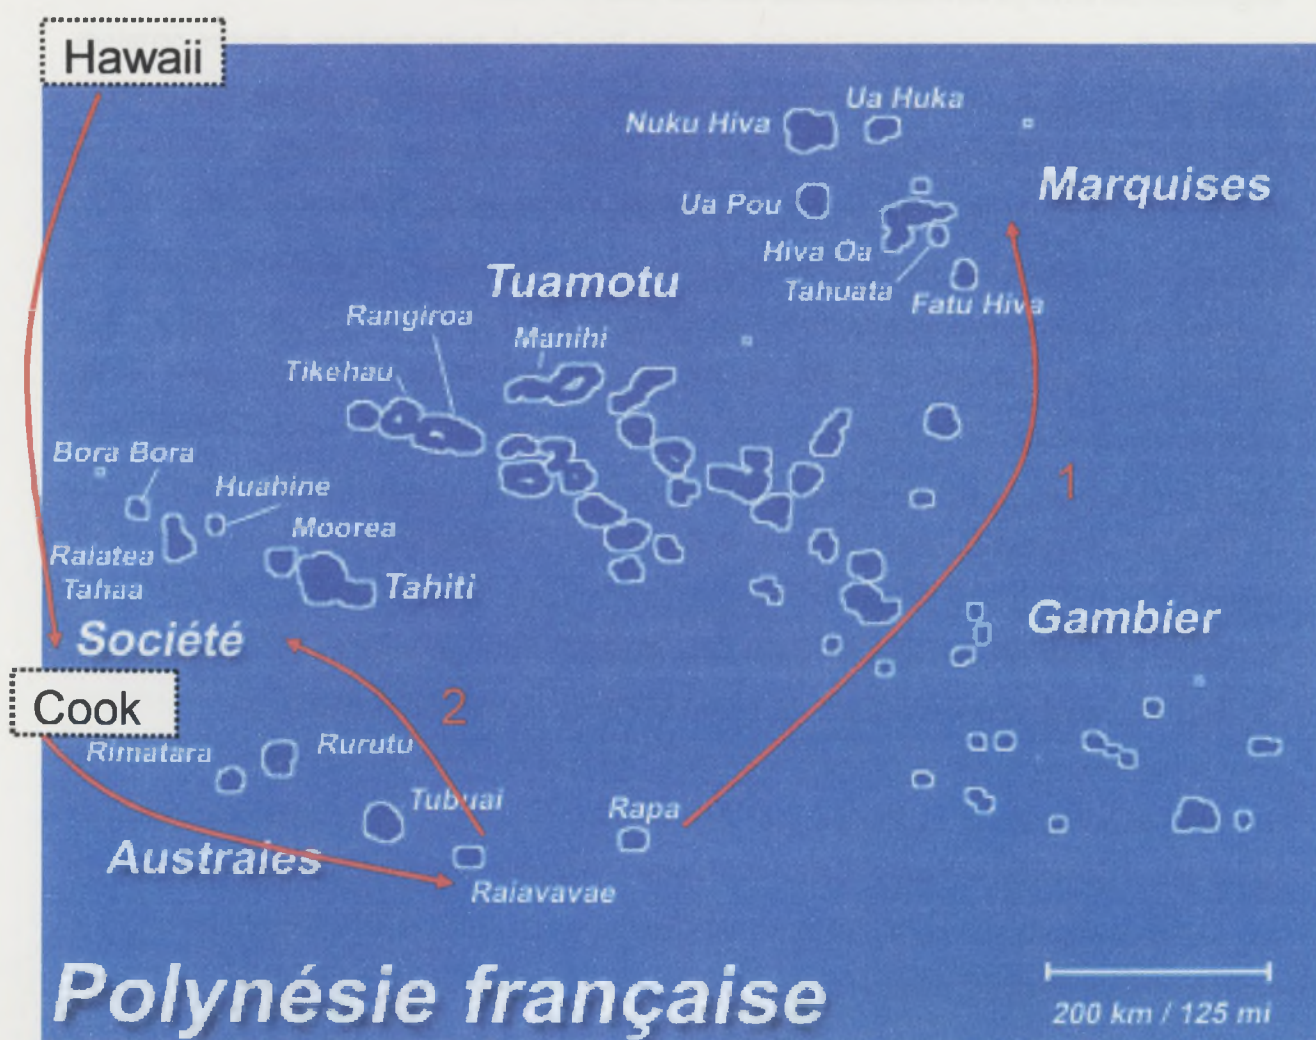 Hawaii
Ua Huka
Nuku Hiva
Marquises
Ua Pou
Hiva Oa
Tahuata
Fatu Hiva
Tuamotu
Rangiroa
Manihi
Tikehau
Bora Bora
Huahine
Moorea
Raiatea
Tahaa
Tahiti
1
Société
Gambier
Cook
2
Rimatara
Rurutu
Tubuai
Rapa
Australes
Raiavavae
Polynésie française
200 km / 125 mi